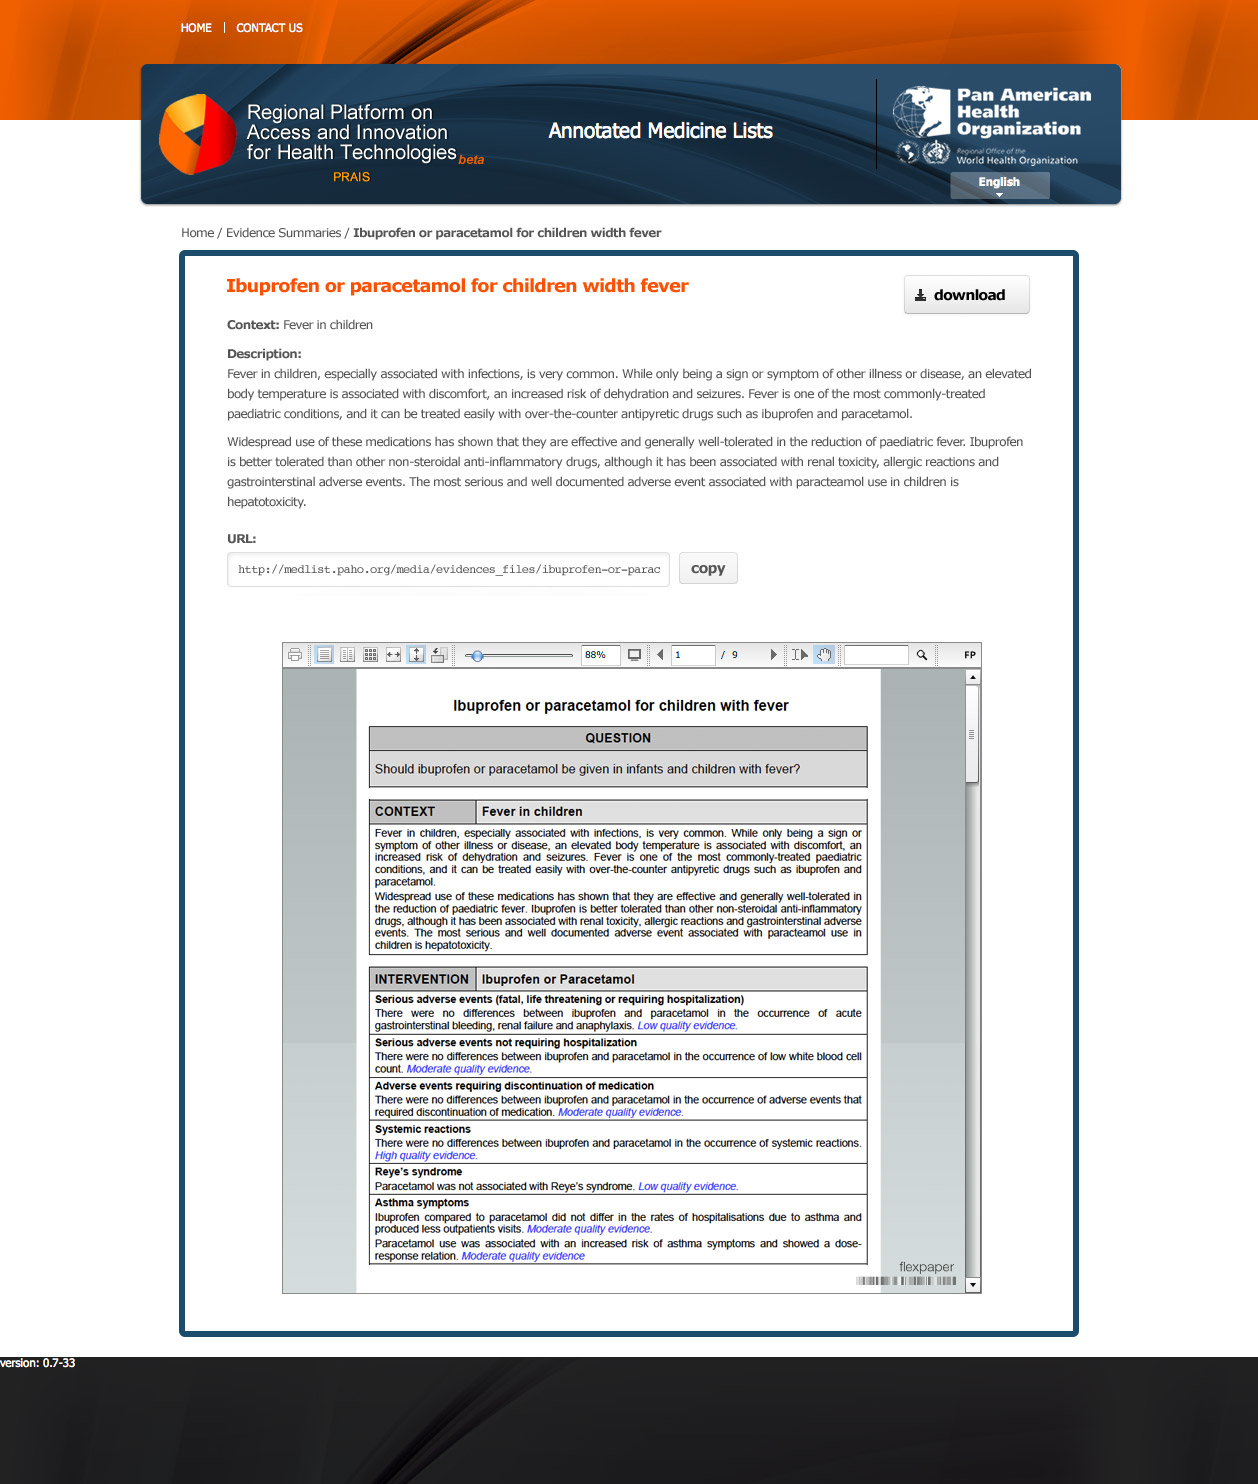 HOME | CONTACT US
Regional Platform on
Access and Innovation
for Health Technologies beta
PRAIS
Annotated Medicine Lists
Pan American
Health
Organization
Regional Office of the
World Health Organization
English
Home / Evidence Summaries / Ibuprofen or paracetamol for children width fever
Ibuprofen or paracetamol for children width fever
download
Context: Fever in children
Description:
Fever in children, especially associated with infections, is very common. While only being a sign or symptom of other illness or disease, an elevated
body temperature is associated with discomfort, an increased risk of dehydration and seizures. Fever is one of the most commonly-treated
paediatric conditions, and it can be treated easily with over-the-counter antipyretic drugs such as ibuprofen and paracetamol.
Widespread use of these medications has shown that they are effective and generally well-tolerated in the reduction of paediatric fever. Ibuprofen
is better tolerated than other non-steroidal anti-inflammatory drugs, although it has been associated with renal toxicity, allergic reactions and
gastrointerstinal adverse events. The most serious and well documented adverse event associated with paracteamol use in children is
hepatotoxicity.
URL:
http://medlist.paho.org/media/evidences_files/ibuprofen-or-parac
copy
88%
1 / 9
FP
Ibuprofen or paracetamol for children with fever
QUESTION
Should ibuprofen or paracetamol be given in infants and children with fever?
CONTEXT Fever in children
Fever in children, especially associated with infections, is very common. While only being a sign or
symptom of other illness or disease, an elevated body temperature is associated with discomfort, an
increased risk of dehydration and seizures. Fever is one of the most commonly-treated paediatric
conditions, and it can be treated easily with over-the-counter antipyretic drugs such as ibuprofen and
paracetamol.
Widespread use of these medications has shown that they are effective and generally well-tolerated in
the reduction of paediatric fever. Ibuprofen is better tolerated than other non-steroidal anti-inflammatory
drugs, although it has been associated with renal toxicity, allergic reactions and gastrointerstinal adverse
events. The most serious and well documented adverse event associated with paracteamol use in
children is hepatotoxicity.
INTERVENTION Ibuprofen or Paracetamol
Serious adverse events (fatal, life threatening or requiring hospitalization)
There were no differences between ibuprofen and paracetamol in the occurrence of acute
gastrointerstinal bleeding, renal failure and anaphylaxis. Low quality evidence.
Serious adverse events not requiring hospitalization
There were no differences between ibuprofen and paracetamol in the occurrence of low white blood cell
count. Moderate quality evidence.
Adverse events requiring discontinuation of medication
There were no differences between ibuprofen and paracetamol in the occurrence of adverse events that
required discontinuation of medication. Moderate quality evidence.
Systemic reactions
There were no differences between ibuprofen and paracetamol in the occurrence of systemic reactions.
High quality evidence.
Reye's syndrome
Paracetamol was not associated with Reye's syndrome. Low quality evidence.
Asthma symptoms
Ibuprofen compared to paracetamol did not differ in the rates of hospitalisations due to asthma and
produced less outpatients visits. Moderate quality evidence.
Paracetamol use was associated with an increased risk of asthma symptoms and showed a dose-
response relation. Moderate quality evidence
flexpaper
version: 0.7-33